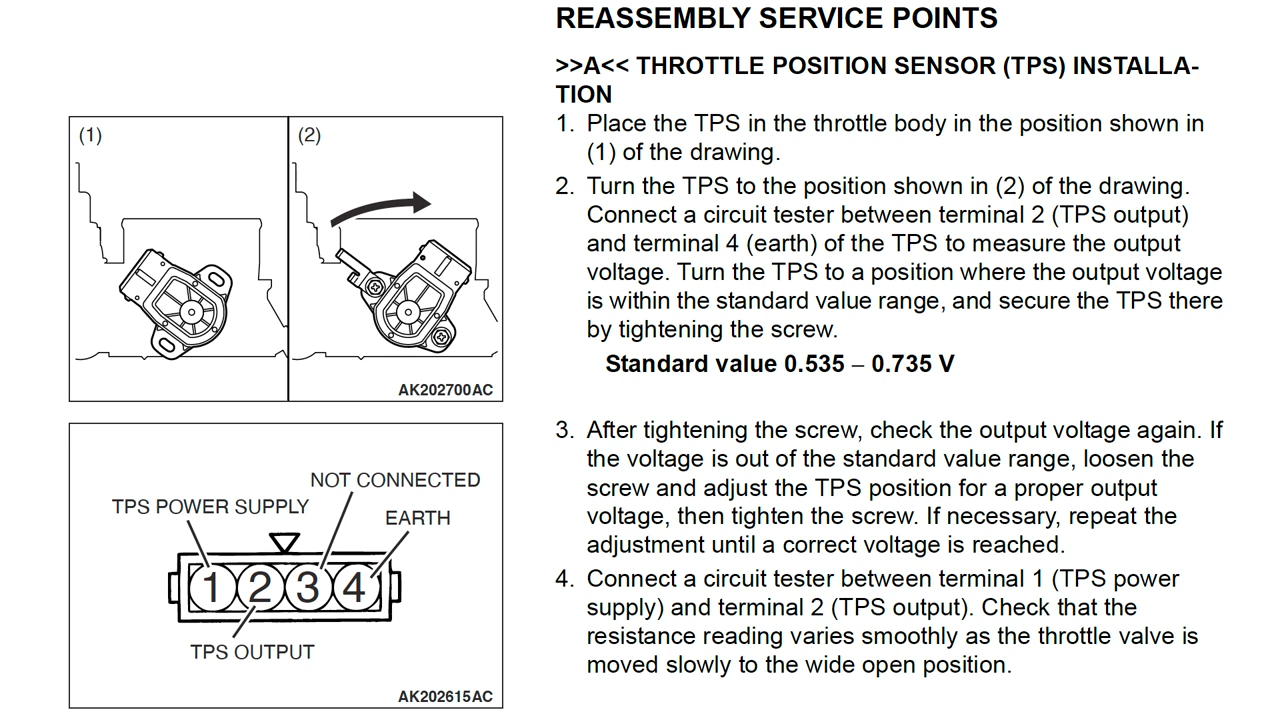 REASSEMBLY SERVICE POINTS
>>A<< THROTTLE POSITION SENSOR (TPS) INSTALLA-
TION
1. Place the TPS in the throttle body in the position shown in
(1) of the drawing.
2. Turn the TPS to the position shown in (2) of the drawing.
Connect a circuit tester between terminal 2 (TPS output)
and terminal 4 (earth) of the TPS to measure the output
voltage. Turn the TPS to a position where the output voltage
is within the standard value range, and secure the TPS there
by tightening the screw.
Standard value 0.535 – 0.735 V
(1)
(2)
AK202700AC
3. After tightening the screw, check the output voltage again. If
the voltage is out of the standard value range, loosen the
screw and adjust the TPS position for a proper output
voltage, then tighten the screw. If necessary, repeat the
adjustment until a correct voltage is reached.
4. Connect a circuit tester between terminal 1 (TPS power
supply) and terminal 2 (TPS output). Check that the
resistance reading varies smoothly as the throttle valve is
moved slowly to the wide open position.
NOT CONNECTED
TPS POWER SUPPLY
EARTH
1 2 3 4
TPS OUTPUT
AK202615AC